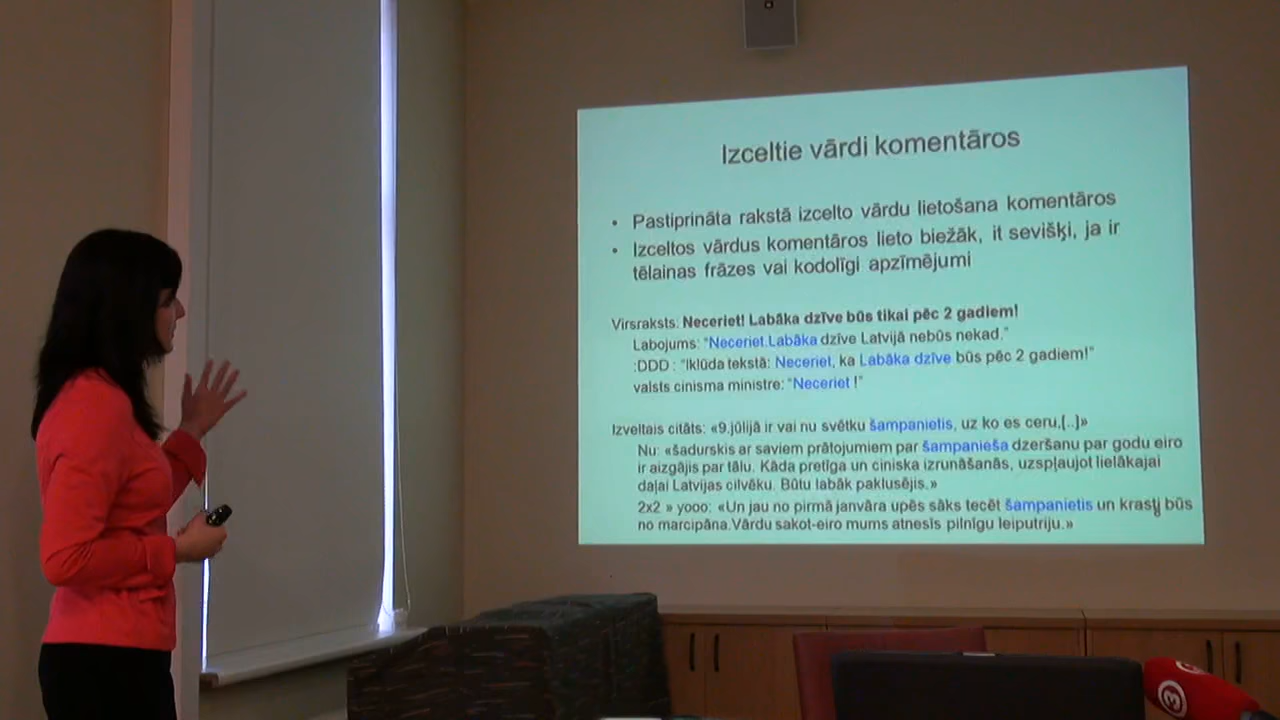 Izceltie vārdi komentāros
• Pastiprināta rakstā izcelto vārdu lietošana komentāros
• Izceltos vārdus komentāros lieto biežāk, it sevišķi, ja ir
tēlainas frāzes vai kodolīgi apzīmējumi
Virsraksts: Neceriet! Labāka dzīve būs tikai pēc 2 gadiem!
Labojums: “Neceriet.Labāka dzīve Latvijā nebūs nekad.”
:DDD : “Iklūda tekstā: Neceriet, ka Labāka dzīve būs pēc 2 gadiem!”
valsts cinisma ministre: “Neceriet !”
Izveltais citāts: «9.jūlijā ir vai nu svētku šampanietis, uz ko es ceru,[..]»
Nu: «šadurskis ar saviem prātojumiem par šampanieša dzeršanu par godu eiro
ir aizgājis par tālu. Kāda pretīga un ciniska izrunāšanās, uzspļaujot lielākajai
daļai Latvijas cilvēku. Būtu labāk paklusējis.»
2x2 » yooo: «Un jau no pirmā janvāra upēs sāks tecēt šampanietis un krastį būs
no marcipāna.Vārdu sakot-eiro mums atnesīs pilnīgu leiputriju.»